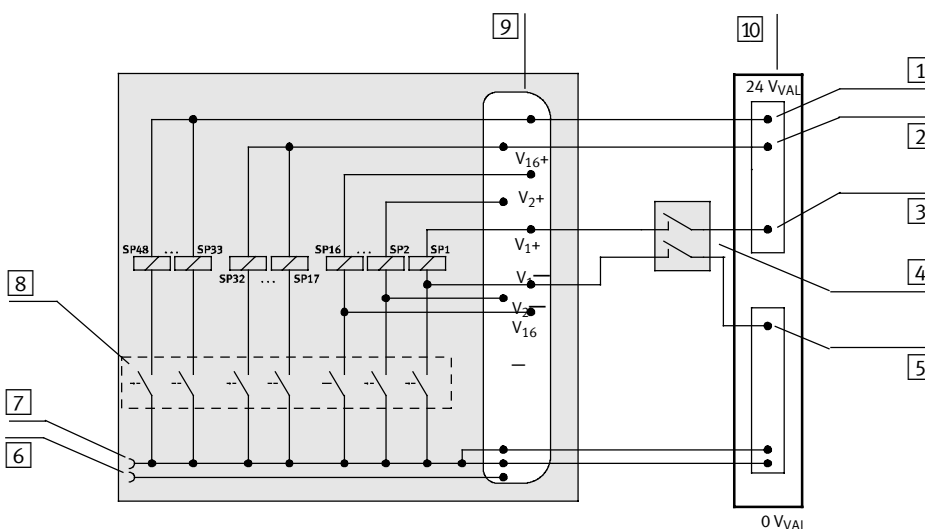 9
10
24 VVAL
1
2
V16+
V2+
3
V1+
SP48 ... SP33
SP16 ... SP2 SP1
4
SP32 ... SP17
V1—
8
V2—
V16
—
5
7
6
0 VVAL